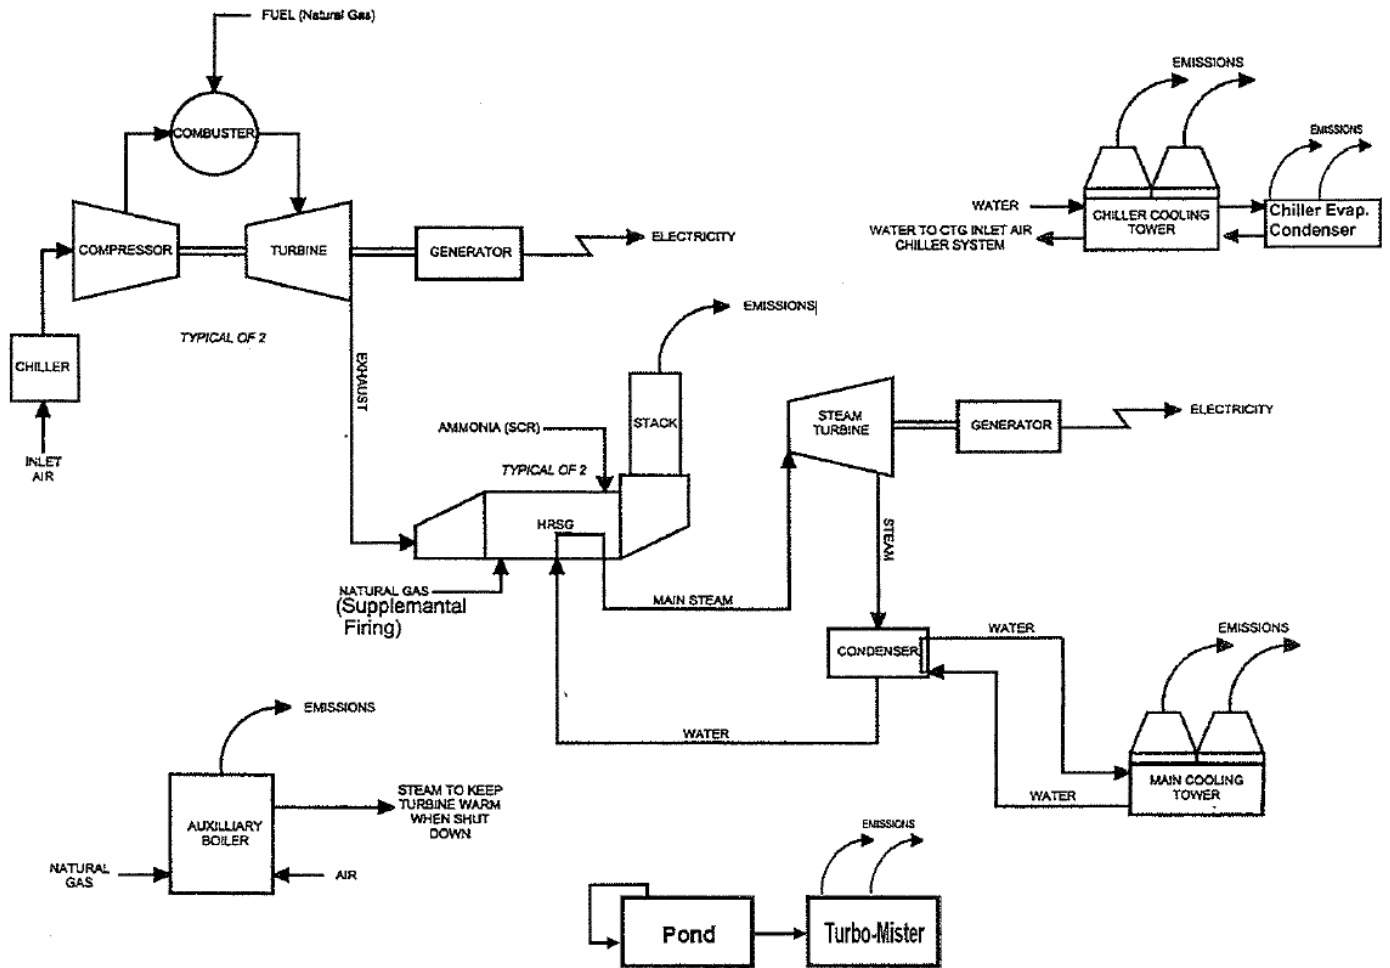 FUEL (Natural Gas)
COMBUSTER
COMPRESSOR
TURBINE
GENERATOR
ELECTRICITY
TYPICAL OF 2
CHILLER
INLET
AIR
EXHAUST
EMISSIONS
EMISSIONS
WATER
CHILLER COOLING
TOWER
WATER TO CTG INLET AIR
CHILLER SYSTEM
Chiller Evap.
Condenser
EMISSIONS
STACK
AMMONIA (SCR)
TYPICAL OF 2
HRSG
NATURAL GAS
(Supplemantal
Firing)
MAIN STEAM
STEAM
TURBINE
GENERATOR
ELECTRICITY
STEAM
CONDENSER
WATER
WATER
WATER
EMISSIONS
MAIN COOLING
TOWER
EMISSIONS
AUXILLIARY
BOILER
STEAM TO KEEP
TURBINE WARM
WHEN SHUT
DOWN
NATURAL
GAS
AIR
EMISSIONS
Pond
Turbo-Mister